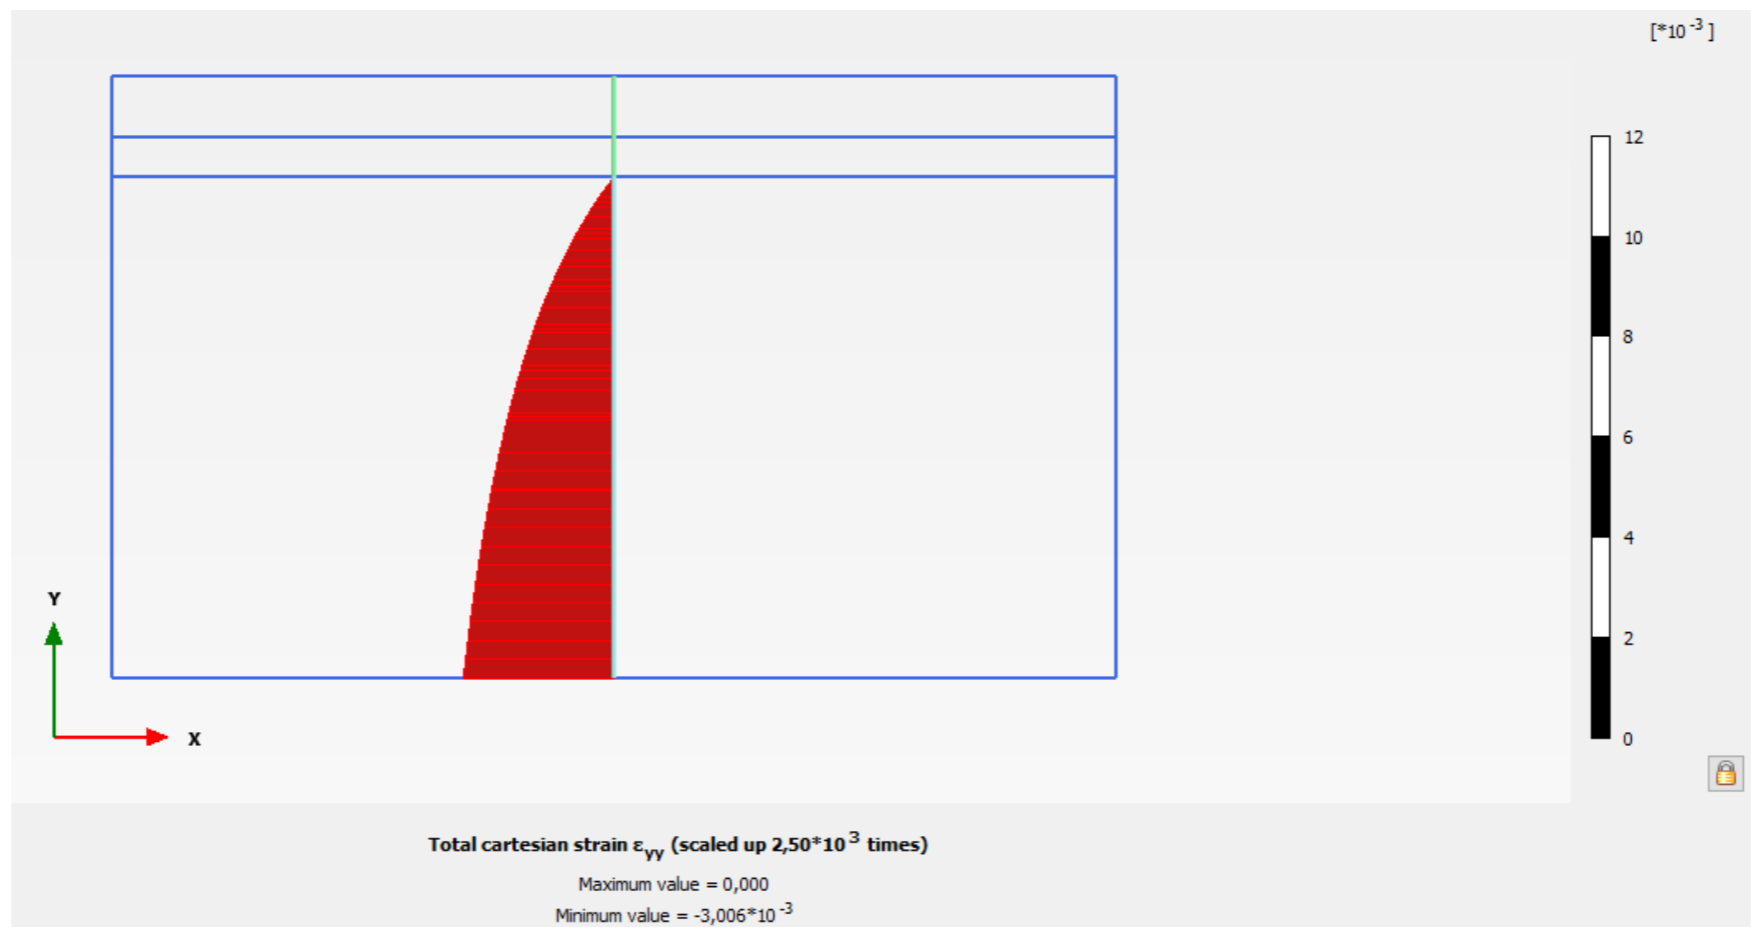 [*10 -3 ]
12
10
8
6
4
2
0
Y
X
Total cartesian strain εyy (scaled up 2,50*10 3 times)
Maximum value = 0,000
Minimum value = -3,006*10 -3